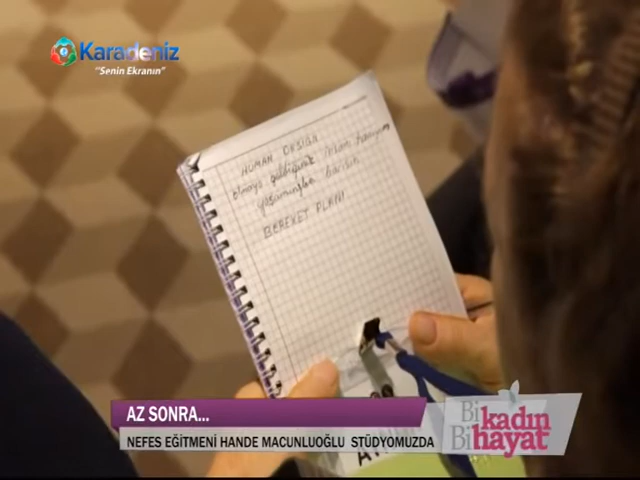 Karadeniz
"Senin Ekranın"
HUMAN DESIGN
BEREKET PLANI
AZ SONRA...
NEFES EĞİTMENİ HANDE MACUNLUOĞLU STÜDYOMUZDA
Bi kadın
Bi hayat